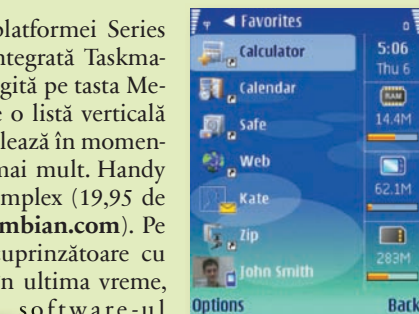 platformei Series
ntegrată Taskma-
gită pe tasta Me-
e o listă verticală
lează în momen-
mai mult. Handy
mplex (19,95 de
mbian.com). Pe
uprinzătoare cu
n ultima vreme,
software-ul
Favorites
Calculator
Calendar
Safe
Web
Kate
Zip
John Smith
Options
5:06
Thu 6
RAM
14.4M
62.1M
283M
Back